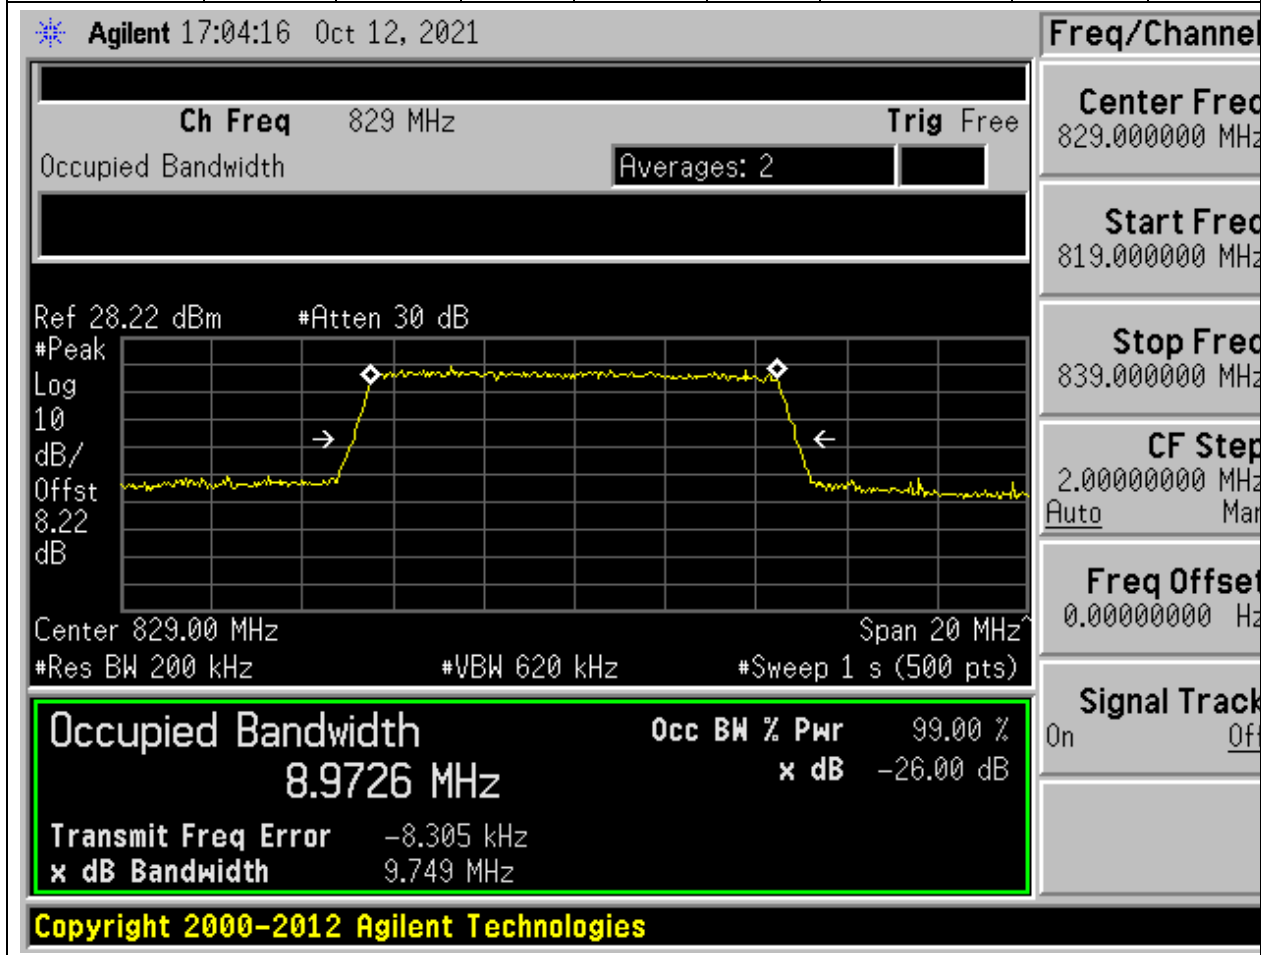 Agilent 17:04:16 Oct 12, 2021
Freq/Channel
Ch Freq 829 MHz Trig Free
Occupied Bandwidth Averages: 2
Center Freq
829.000000 MHz
Start Freq
819.000000 MHz
Stop Freq
839.000000 MHz
CF Step
2.00000000 MHz
Auto Man
Freq Offset
0.00000000 Hz
Signal Track
On Off
Ref 28.22 dBm #Atten 30 dB
#Peak
Log
10
dB/
Offst
8.22
dB
Center 829.00 MHz Span 20 MHz^
#Res BW 200 kHz #VBW 620 kHz #Sweep 1 s (500 pts)
Occupied Bandwidth Occ BW % Pwr 99.00 %
8.9726 MHz x dB -26.00 dB
Transmit Freq Error -8.305 kHz
x dB Bandwidth 9.749 MHz
Copyright 2000-2012 Agilent Technologies